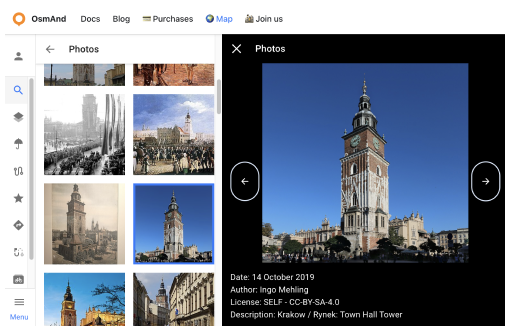 OsmAnd
Docs
Blog
Purchases
Map
Join us
Photos
Menu
Photos
Date: 14 October 2019
Author: Ingo Mehling
License: SELF - CC-BY-SA-4.0
Description: Krakow / Rynek: Town Hall Tower